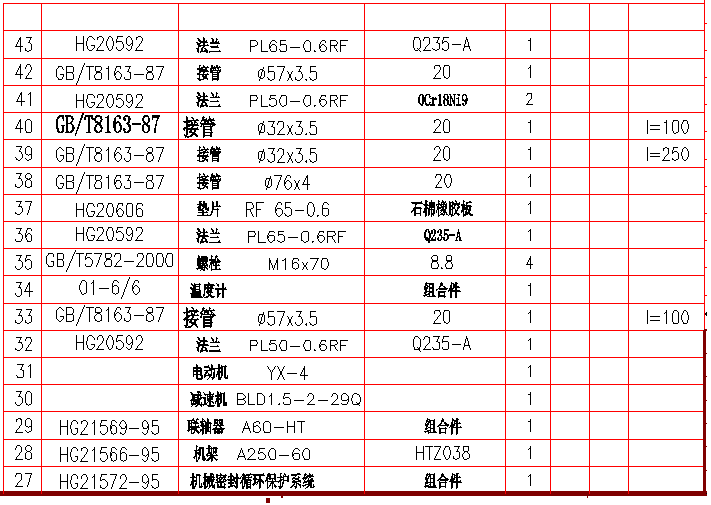 43 HG20592 法兰 PL65-0.6RF Q235-A 1
42 GB/T8163-87 接管 ø57x3.5 20 1
41 HG20592 法兰 PL50-0.6RF 0Cr18Ni9 2
40 GB/T8163-87 接管 ø32x3.5 20 1 l=100
39 GB/T8163-87 接管 ø32x3.5 20 1 l=250
38 GB/T8163-87 接管 ø76x4 20 1
37 HG20606 垫片 RF 65-0.6 石棉橡胶板 1
36 HG20592 法兰 PL65-0.6RF Q235-A 1
35 GB/T5782-2000 螺栓 M16x70 8.8 4
34 01-6/6 温度计 组合件 1
33 GB/T8163-87 接管 ø57x3.5 20 1 l=100
32 HG20592 法兰 PL50-0.6RF Q235-A 1
31 电动机 YX-4 1
30 减速机 BLD1.5-2-29Q 1
29 HG21569-95 联轴器 A60-HT 组合件 1
28 HG21566-95 机架 A250-60 HTZ038 1
27 HG21572-95 机械密封循环保护系统 组合件 1